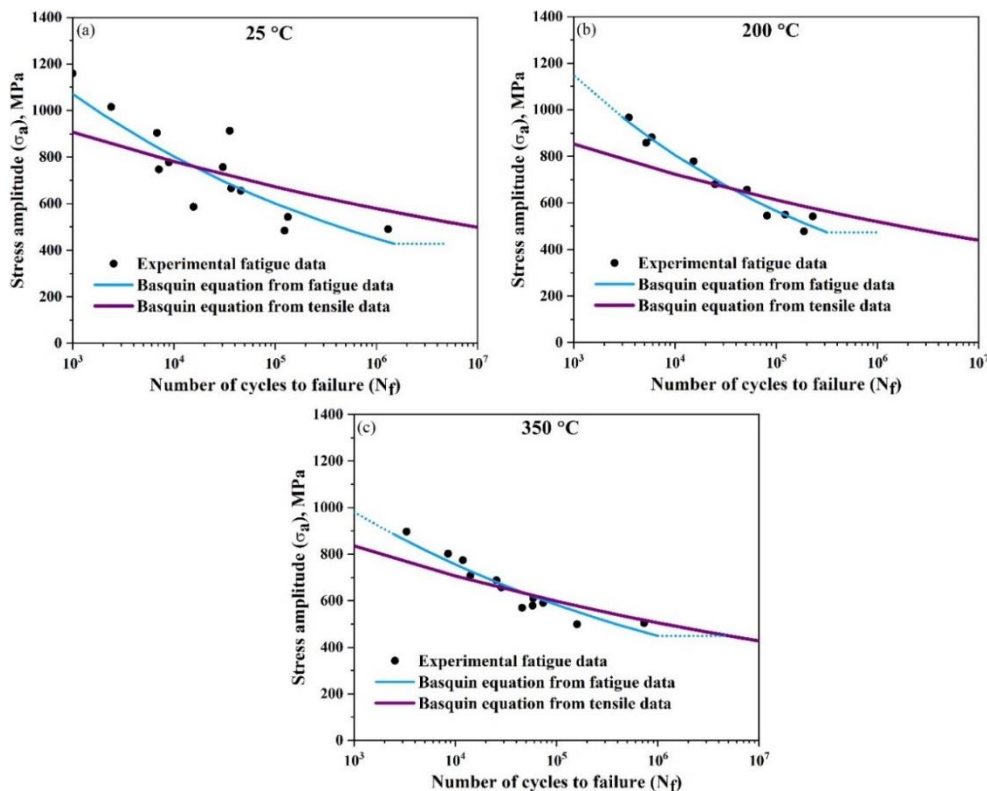 (a)
25 °C
1400
1200
1000
800
600
400
200
0
Stress amplitude (σa), MPa
Experimental fatigue data
Basquin equation from fatigue data
Basquin equation from tensile data
10³ 10⁴ 10⁵ 10⁶ 10⁷
Number of cycles to failure (Nf)
(b)
200 °C
1400
1200
1000
800
600
400
200
0
Stress amplitude (σa), MPa
Experimental fatigue data
Basquin equation from fatigue data
Basquin equation from tensile data
10³ 10⁴ 10⁵ 10⁶ 10⁷
Number of cycles to failure (Nf)
(c)
350 °C
1400
1200
1000
800
600
400
200
0
Stress amplitude (σa), MPa
Experimental fatigue data
Basquin equation from fatigue data
Basquin equation from tensile data
10³ 10⁴ 10⁵ 10⁶ 10⁷
Number of cycles to failure (Nf)